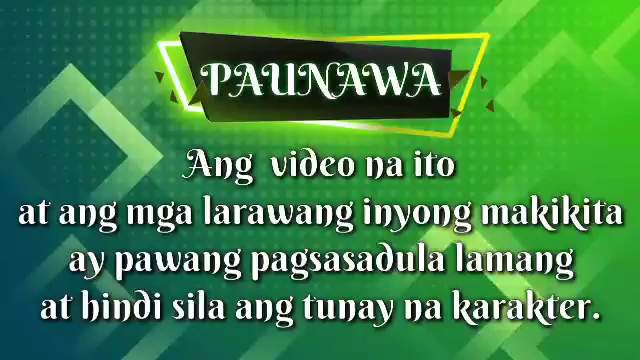 PAUNAWA
Ang video na ito
at ang mga larawang inyong makikita
ay pawang pagsasadula lamang
at hindi sila ang tunay na karakter.